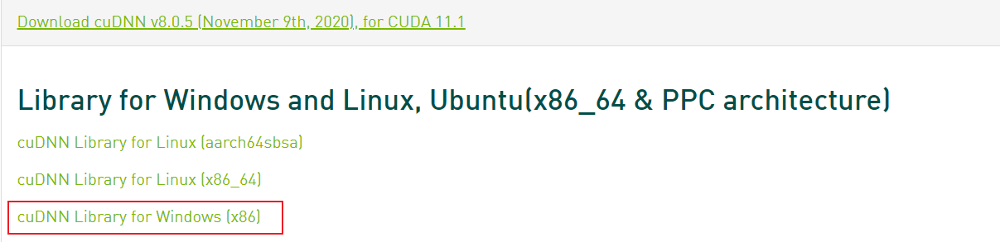 Download cuDNN v8.0.5 (November 9th, 2020), for CUDA 11.1
Library for Windows and Linux, Ubuntu(x86_64 & PPC architecture)
cuDNN Library for Linux (aarch64sbsa)
cuDNN Library for Linux (x86_64)
cuDNN Library for Windows (x86)